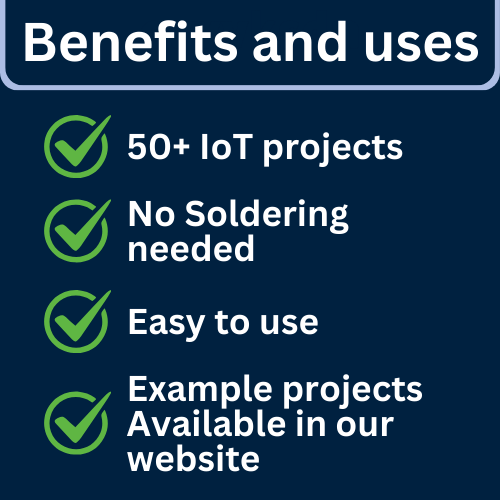 Benefits and uses
50+ IoT projects
No Soldering
needed
Easy to use
Example projects
Available in our
website